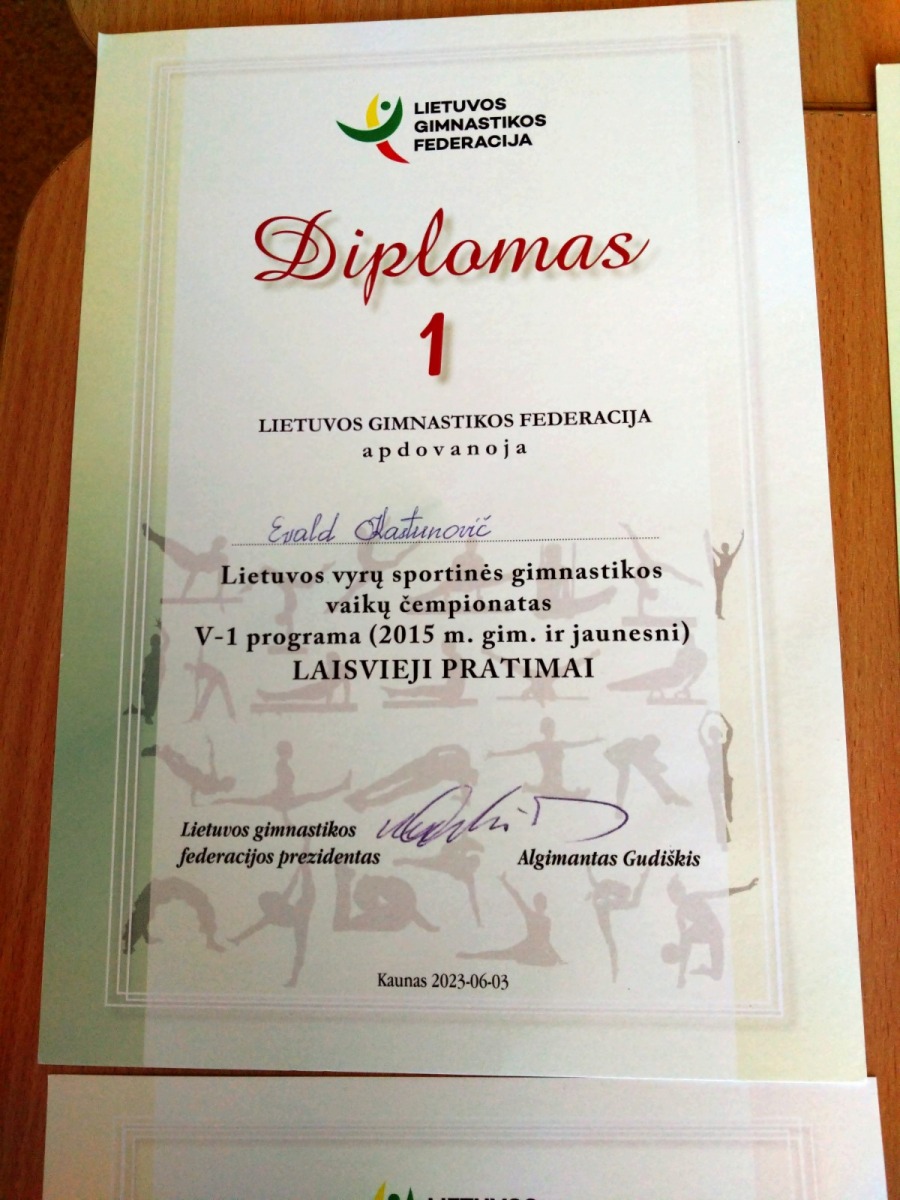 LIETUVOS
GIMNASTIKOS
FEDERACIJA
Diplomas
1
LIETUVOS GIMNASTIKOS FEDERACIJA
apdovanoja
Evald
Lietuvos vyrų sportinės gimnastikos
vaikų čempionatas
V-1 programa (2015 m. gim. ir jaunesni)
LAISVIEJI PRATIMAI
Lietuvos gimnastikos
federacijos prezidentas
Algimantas Gudiškis
Kaunas 2023-06-03
LIETUVOS